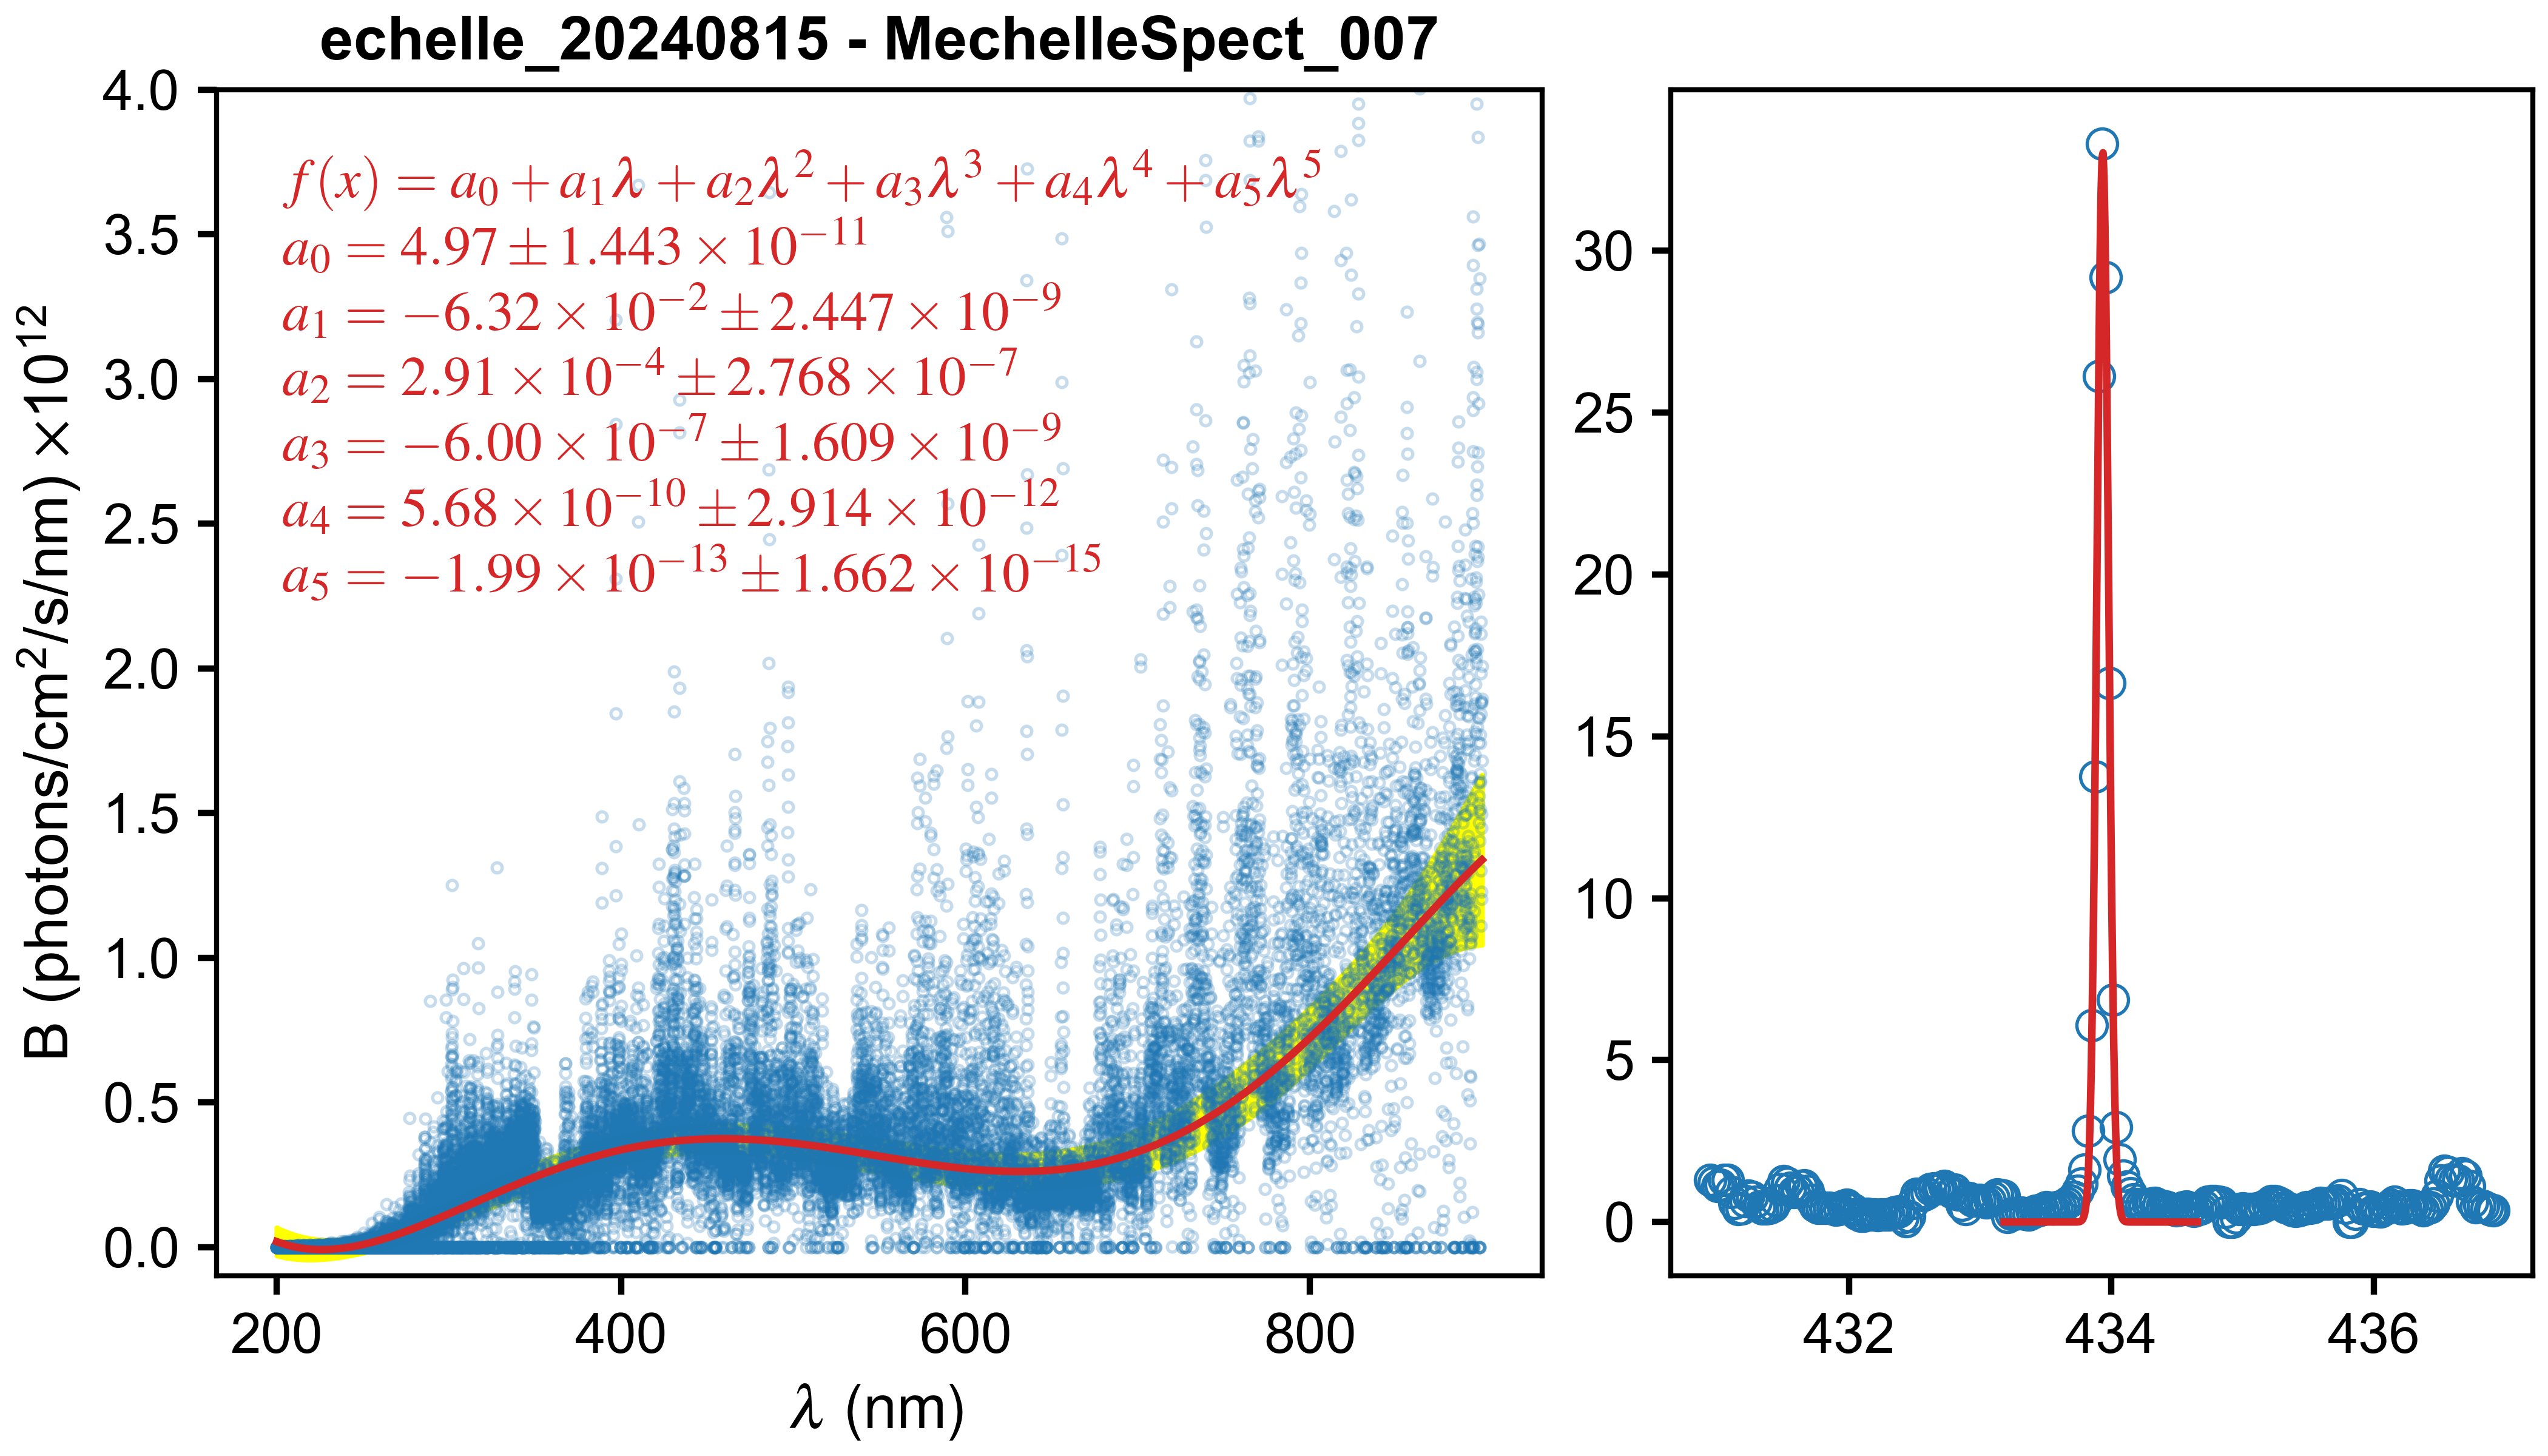 echelle_20240815 - MechelleSpect_007
B (photons/cm²/s/nm) ×10¹²
4.0
3.5
3.0
2.5
2.0
1.5
1.0
0.5
0.0
f(x) = a₀ + a₁λ + a₂λ² + a₃λ³ + a₄λ⁴ + a₅λ⁵
a₀ = 4.97 ± 1.443 × 10⁻¹¹
a₁ = −6.32 × 10⁻² ± 2.447 × 10⁻⁹
a₂ = 2.91 × 10⁻⁴ ± 2.768 × 10⁻⁷
a₃ = −6.00 × 10⁻⁷ ± 1.609 × 10⁻⁹
a₄ = 5.68 × 10⁻¹⁰ ± 2.914 × 10⁻¹²
a₅ = −1.99 × 10⁻¹³ ± 1.662 × 10⁻¹⁵
200 400 600 800
λ (nm)
30
25
20
15
10
5
0
432 434 436